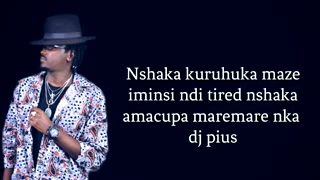 Nshaka kuruhuka maze
iminsi ndi tired nshaka
amacupa maremare nka
dj pius